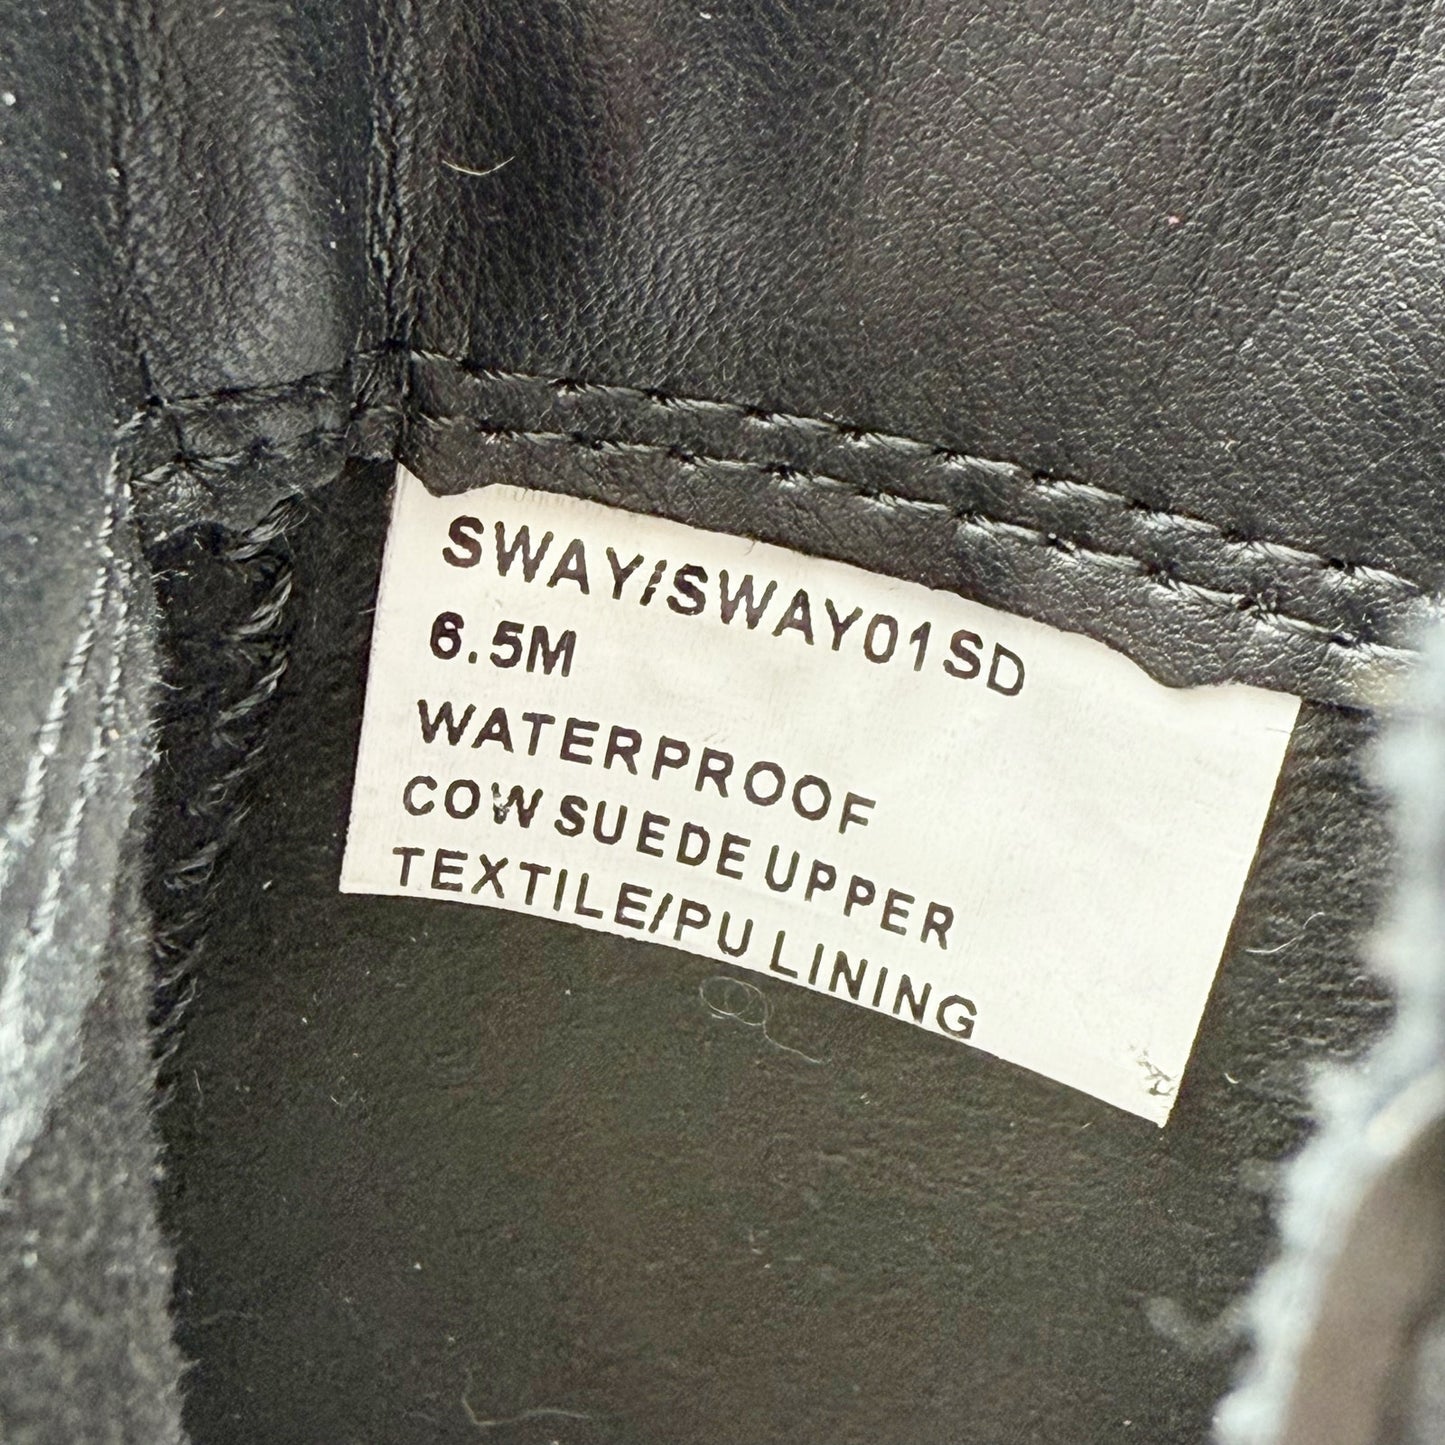 SWAY/SWAY01SD
6.5M
WATERPROOF
COW SUEDE UPPER
TEXTILE/PU LINING